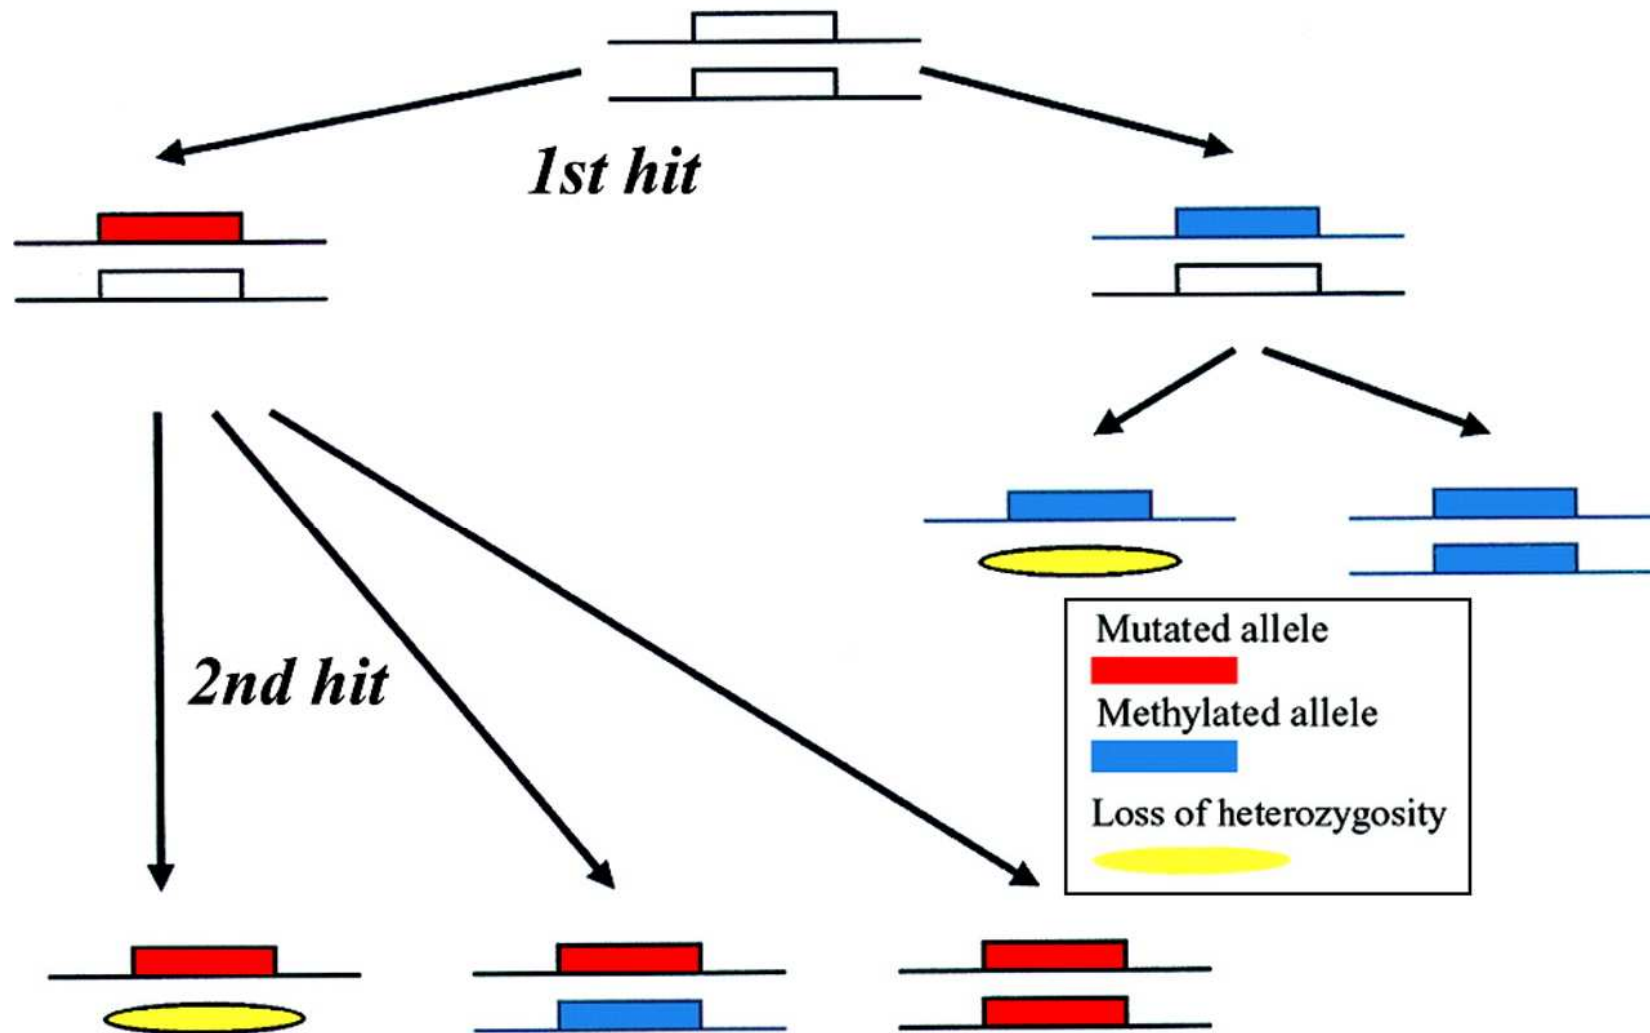 1st hit
2nd hit
Mutated allele
Methylated allele
Loss of heterozygosity